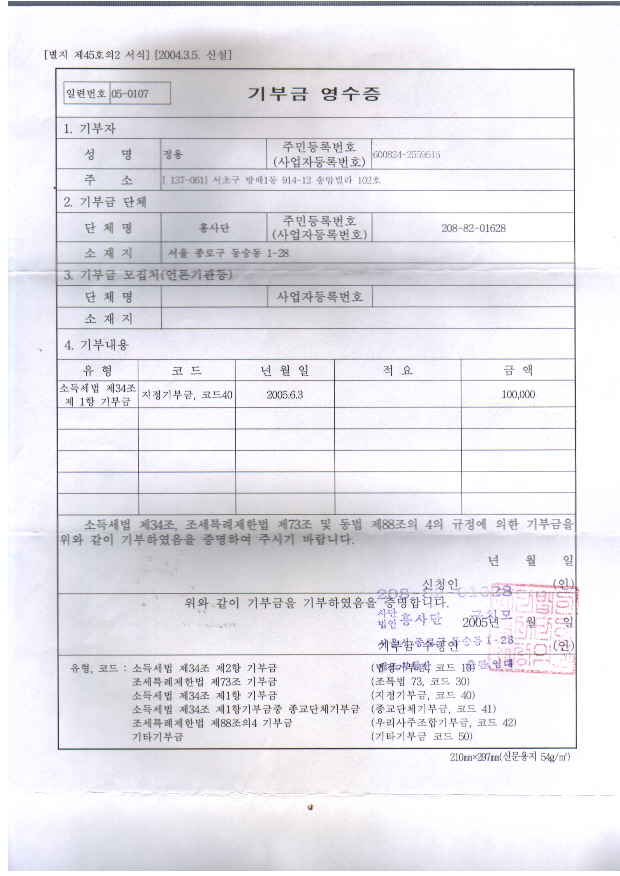 [별지 제45호의2 서식] [2004.3.5. 신설]
일련번호 05-0107
기부금 영수증
1. 기부자
성 명 정용 주민등록번호 (사업자등록번호) 600824-2559615
주 소 [ 137-061] 서초구 방배1동 914-12 송암빌라 102호
2. 기부금 단체
단 체 명 흥사단 주민등록번호 (사업자등록번호) 208-82-01628
소 재 지 서울 종로구 동숭동 1-28
3. 기부금 모집처(언론기관등)
단 체 명 사업자등록번호
소 재 지
4. 기부내용
유 형 코 드 년 월 일 적 요 금 액
소득세법 제34조 제 1항 기부금 지정기부금, 코드40 2005.6.3 100,000
소득세법 제34조, 조세특례제한법 제73조 및 동법 제88조의 4의 규정에 의한 기부금을
위와 같이 기부하였음을 증명하여 주시기 바랍니다.
년 월 일
신청인 (인)
208-82-01628
위와 같이 기부금을 기부하였음을 증명합니다.
사단법인 흥사단
2005년 월 일
서울시 종로구 동숭동 1-28
기부금 수령인 (인)
유형, 코드 : 소득세법 제34조 제2항 기부금 (법정기부금, 코드 10)
조세특례제한법 제73조 기부금 (조특법 73, 코드 30)
소득세법 제34조 제1항 기부금 (지정기부금, 코드 40)
소득세법 제34조 제1항기부금중 종교단체기부금 (종교단체기부금, 코드 41)
조세특례제한법 제88조의4 기부금 (우리사주조합기부금, 코드 42)
기타기부금 (기타기부금 코드 50)
210㎜×297㎜(신문용지 54g/㎡)